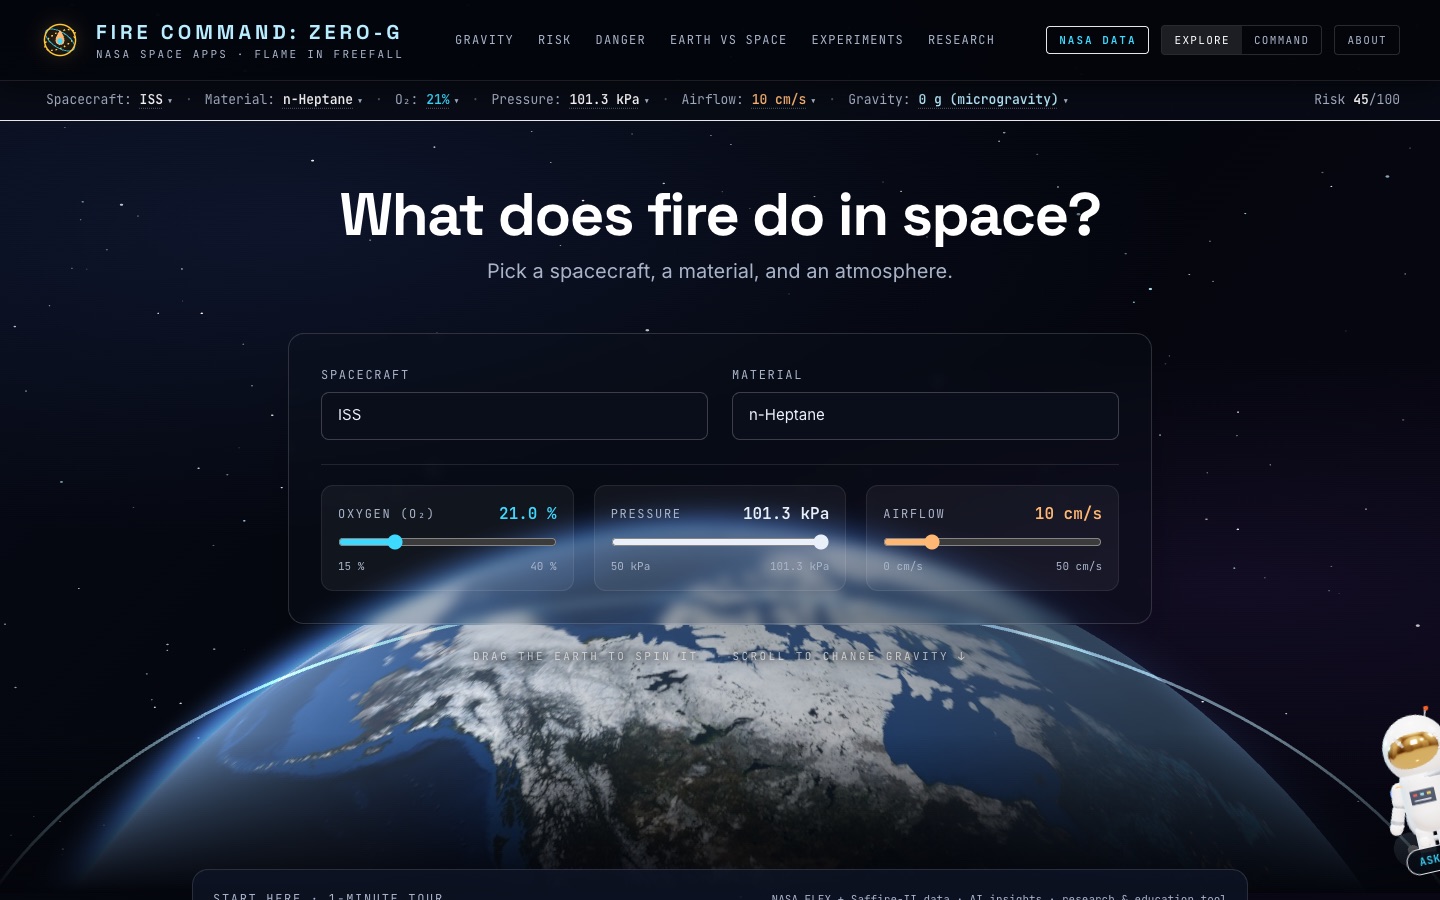 FIRE COMMAND: ZERO-G
NASA SPACE APPS · FLAME IN FREEFALL
GRAVITY RISK DANGER EARTH VS SPACE EXPERIMENTS RESEARCH
NASA DATA EXPLORE COMMAND ABOUT
Spacecraft: ISS ▾ · Material: n-Heptane ▾ · O₂: 21% ▾ · Pressure: 101.3 kPa ▾ · Airflow: 10 cm/s ▾ · Gravity: 0 g (microgravity) ▾ Risk 45/100
What does fire do in space?
Pick a spacecraft, a material, and an atmosphere.
SPACECRAFT MATERIAL
ISS n-Heptane
OXYGEN (O₂) 21.0 % PRESSURE 101.3 kPa AIRFLOW 10 cm/s
15 % 40 % 50 kPa 101.3 kPa 0 cm/s 50 cm/s
DRAG THE EARTH TO SPIN IT · SCROLL TO CHANGE GRAVITY ↓
ASK
START HERE · 1-MINUTE TOUR NASA FLEX + Saffire-II data · AI insights · research & education tool